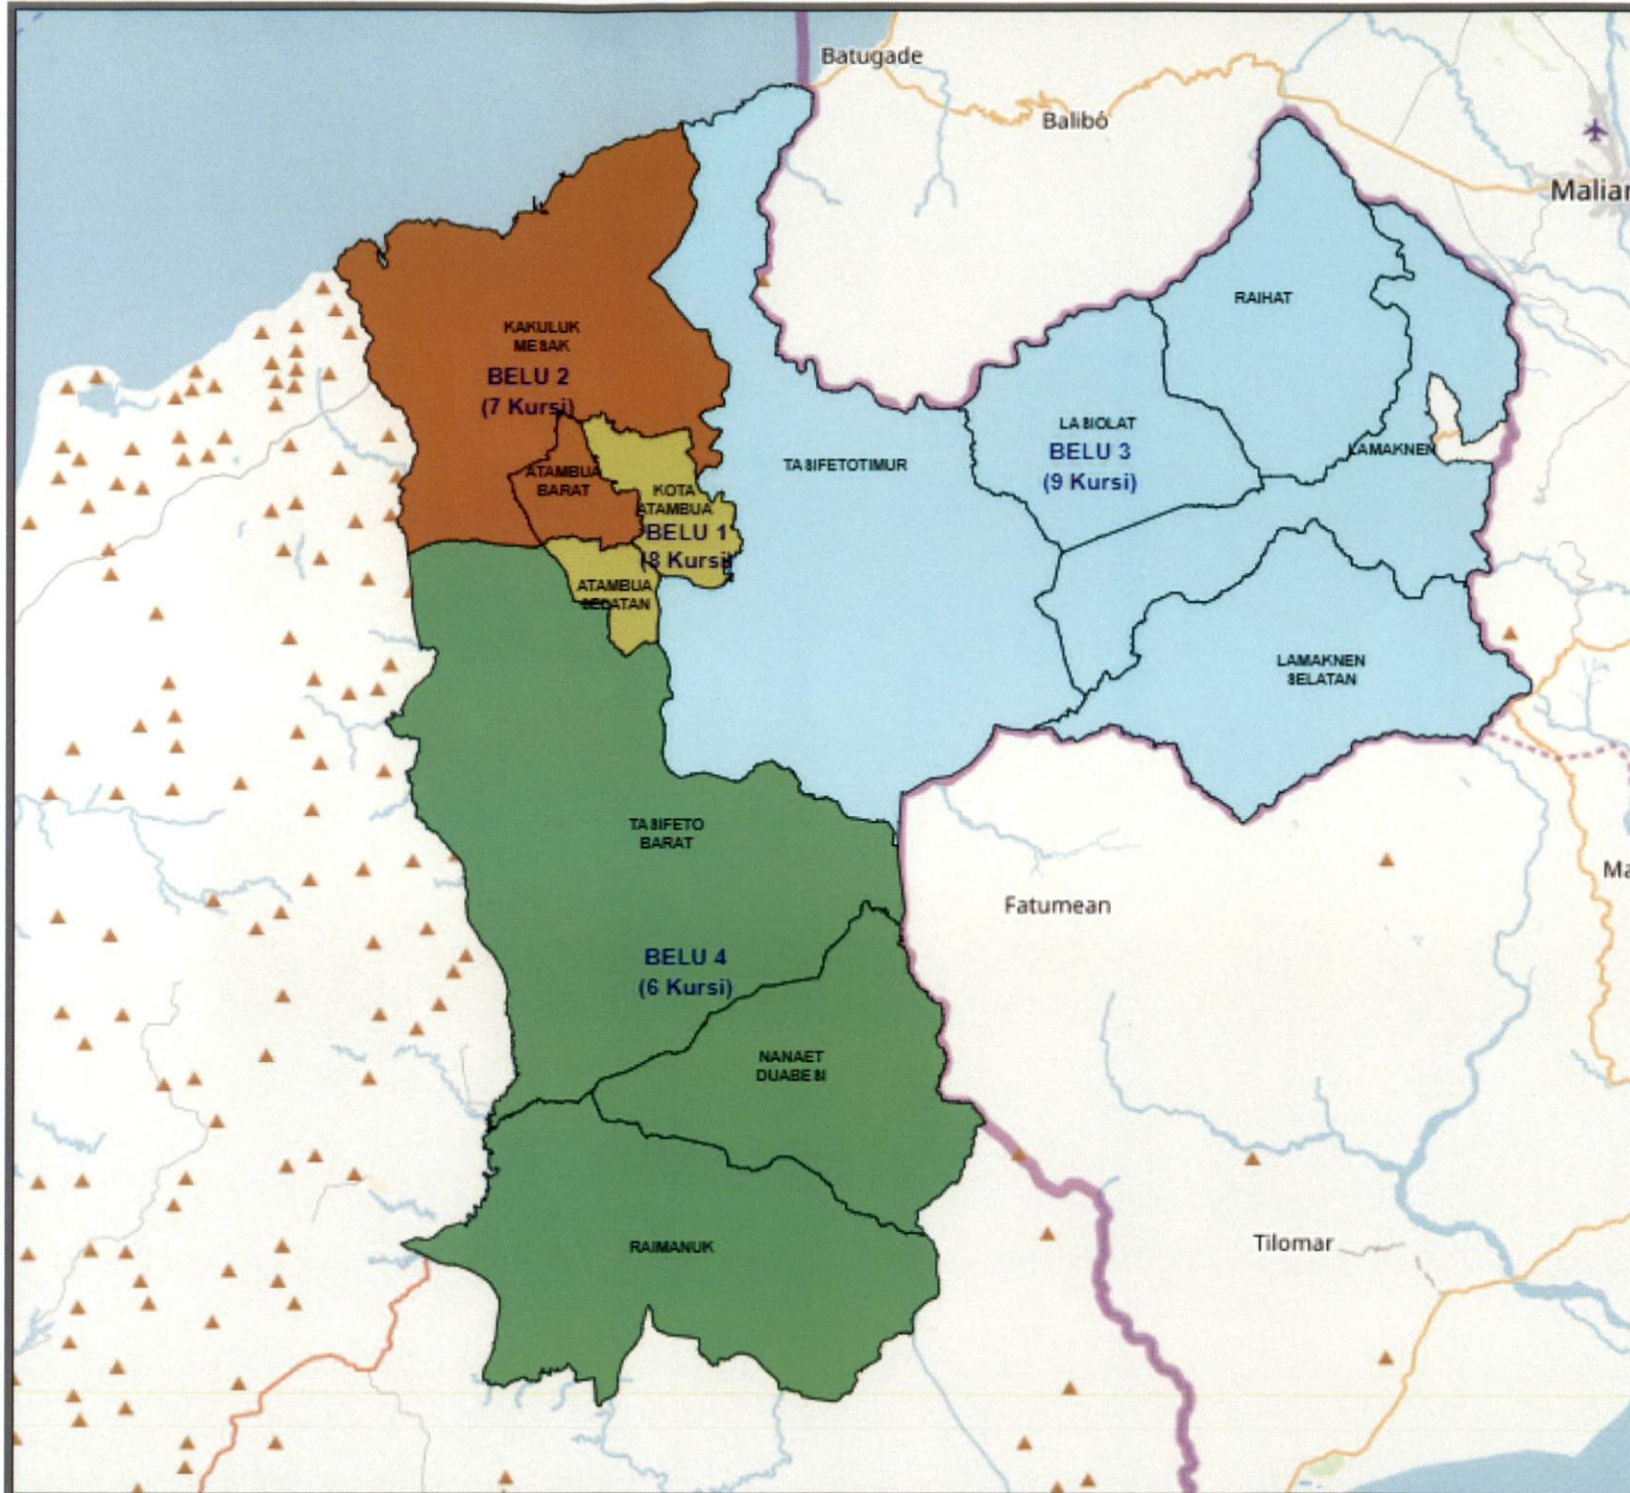 Batugade
Balibó
Maliar
RAIHAT
KAKULUK
MESAK
BELU 2
(7 Kursi)
LASIOLAT
BELU 3
(9 Kursi)
LAMAKNEN
TASIFETOTIMUR
ATAMBUA
BARAT
KOTA
ATAMBUA
BELU 1
(8 Kursi)
ATAMBUA
SELATAN
LAMAKNEN
SELATAN
TASIFETO
BARAT
Ma
Fatumean
BELU 4
(6 Kursi)
NANAET
DUABESI
RAIMANUK
Tilomar